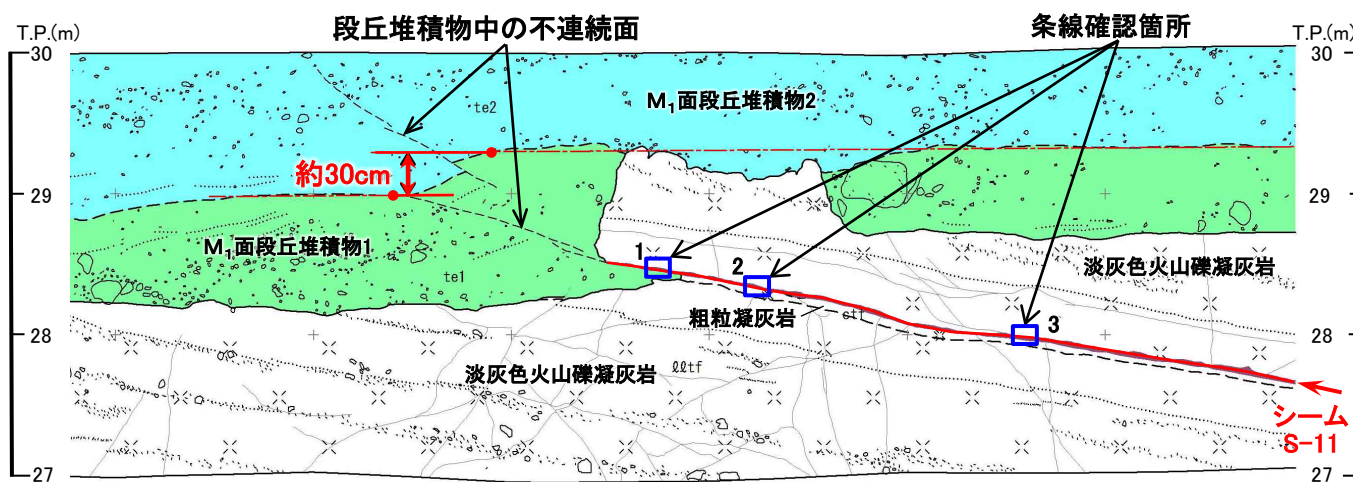 段丘堆積物中の不連続面
条線確認箇所
T.P.(m)
T.P.(m)
30
30
te2
M₁面段丘堆積物2
約30cm
29
29
M₁面段丘堆積物1
te1
1
2
3
淡灰色火山礫凝灰岩
粗粒凝灰岩
ctf
28
28
淡灰色火山礫凝灰岩
ℓℓtf
シーム
S-11
27
27